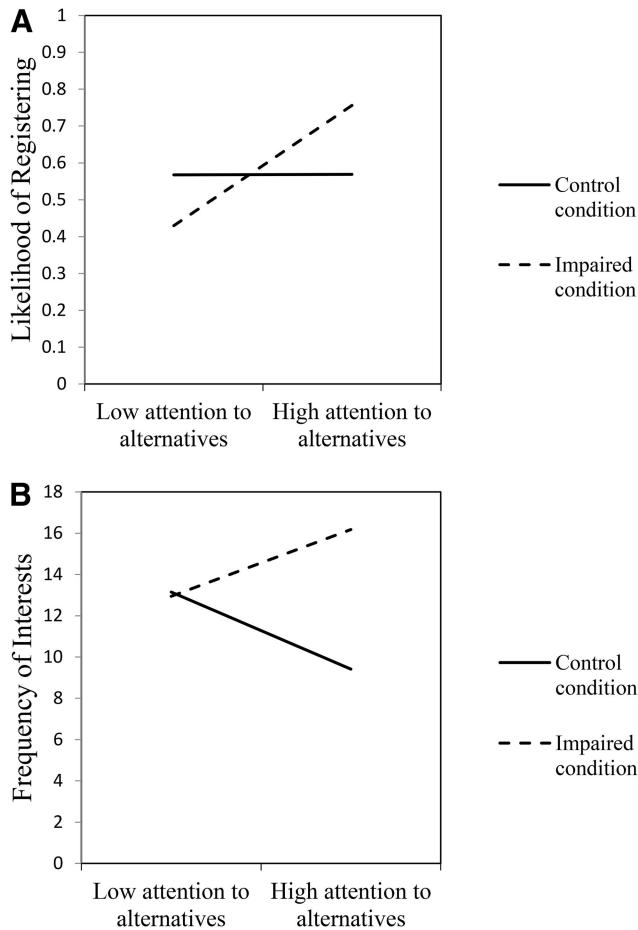 A
Likelihood of Registering
1
0.9
0.8
0.7
0.6
0.5
0.4
0.3
0.2
0.1
0
Low attention to
alternatives
High attention to
alternatives
Control
condition
Impaired
condition
B
Frequency of Interests
18
16
14
12
10
8
6
4
2
0
Low attention to
alternatives
High attention to
alternatives
Control
condition
Impaired
condition